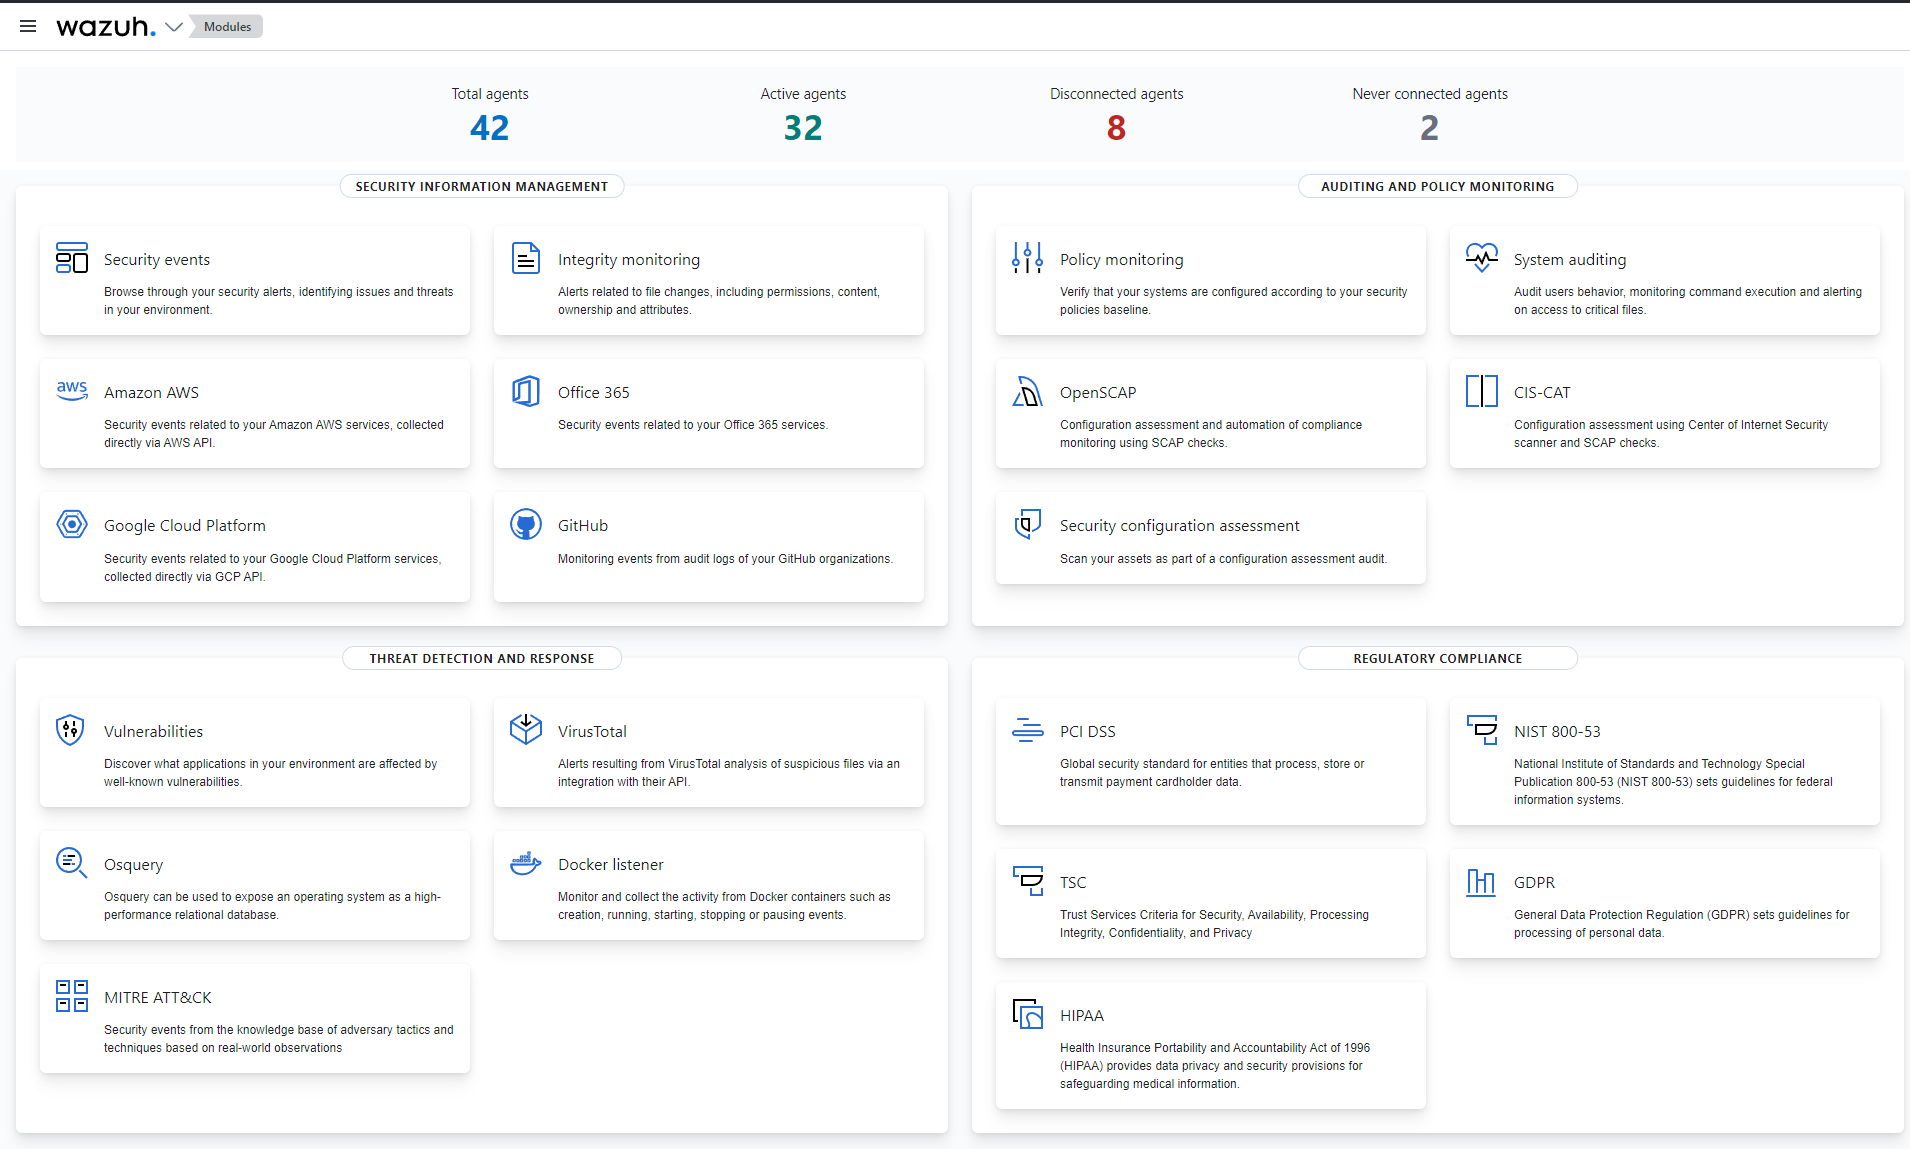 wazuh. Modules
Total agents
42
Active agents
32
Disconnected agents
8
Never connected agents
2
SECURITY INFORMATION MANAGEMENT
Security events
Browse through your security alerts, identifying issues and threats
in your environment.
Integrity monitoring
Alerts related to file changes, including permissions, content,
ownership and attributes.
aws
Amazon AWS
Security events related to your Amazon AWS services, collected
directly via AWS API.
Office 365
Security events related to your Office 365 services.
Google Cloud Platform
Security events related to your Google Cloud Platform services,
collected directly via GCP API.
GitHub
Monitoring events from audit logs of your GitHub organizations.
AUDITING AND POLICY MONITORING
Policy monitoring
Verify that your systems are configured according to your security
policies baseline.
System auditing
Audit users behavior, monitoring command execution and alerting
on access to critical files.
OpenSCAP
Configuration assessment and automation of compliance
monitoring using SCAP checks.
CIS-CAT
Configuration assessment using Center of Internet Security
scanner and SCAP checks.
Security configuration assessment
Scan your assets as part of a configuration assessment audit.
THREAT DETECTION AND RESPONSE
Vulnerabilities
Discover what applications in your environment are affected by
well-known vulnerabilities.
VirusTotal
Alerts resulting from VirusTotal analysis of suspicious files via an
integration with their API.
Osquery
Osquery can be used to expose an operating system as a high-
performance relational database.
Docker listener
Monitor and collect the activity from Docker containers such as
creation, running, starting, stopping or pausing events.
MITRE ATT&CK
Security events from the knowledge base of adversary tactics and
techniques based on real-world observations
REGULATORY COMPLIANCE
PCI DSS
Global security standard for entities that process, store or
transmit payment cardholder data.
NIST 800-53
National Institute of Standards and Technology Special
Publication 800-53 (NIST 800-53) sets guidelines for federal
information systems.
TSC
Trust Services Criteria for Security, Availability, Processing
Integrity, Confidentiality, and Privacy
GDPR
General Data Protection Regulation (GDPR) sets guidelines for
processing of personal data.
HIPAA
Health Insurance Portability and Accountability Act of 1996
(HIPAA) provides data privacy and security provisions for
safeguarding medical information.